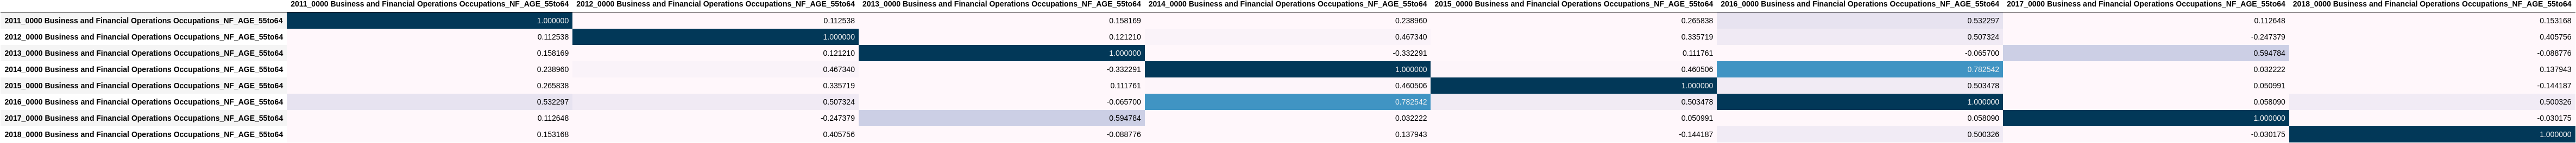 2011_0000 Business and Financial Operations Occupations_NF_AGE_55to64 2012_0000 Business and Financial Operations Occupations_NF_AGE_55to64 2013_0000 Business and Financial Operations Occupations_NF_AGE_55to64 2014_0000 Business and Financial Operations Occupations_NF_AGE_55to64 2015_0000 Business and Financial Operations Occupations_NF_AGE_55to64 2016_0000 Business and Financial Operations Occupations_NF_AGE_55to64 2017_0000 Business and Financial Operations Occupations_NF_AGE_55to64 2018_0000 Business and Financial Operations Occupations_NF_AGE_55to64
2011_0000 Business and Financial Operations Occupations_NF_AGE_55to64 1.000000 0.112538 0.158169 0.238960 0.265838 0.532297 0.112648 0.153168
2012_0000 Business and Financial Operations Occupations_NF_AGE_55to64 0.112538 1.000000 0.121210 0.467340 0.335719 0.507324 -0.247379 0.405756
2013_0000 Business and Financial Operations Occupations_NF_AGE_55to64 0.158169 0.121210 1.000000 -0.332291 0.111761 -0.065700 0.594784 -0.088776
2014_0000 Business and Financial Operations Occupations_NF_AGE_55to64 0.238960 0.467340 -0.332291 1.000000 0.460506 0.782542 0.032222 0.137943
2015_0000 Business and Financial Operations Occupations_NF_AGE_55to64 0.265838 0.335719 0.111761 0.460506 1.000000 0.503478 0.050991 -0.144187
2016_0000 Business and Financial Operations Occupations_NF_AGE_55to64 0.532297 0.507324 -0.065700 0.782542 0.503478 1.000000 0.058090 0.500326
2017_0000 Business and Financial Operations Occupations_NF_AGE_55to64 0.112648 -0.247379 0.594784 0.032222 0.050991 0.058090 1.000000 -0.030175
2018_0000 Business and Financial Operations Occupations_NF_AGE_55to64 0.153168 0.405756 -0.088776 0.137943 -0.144187 0.500326 -0.030175 1.000000